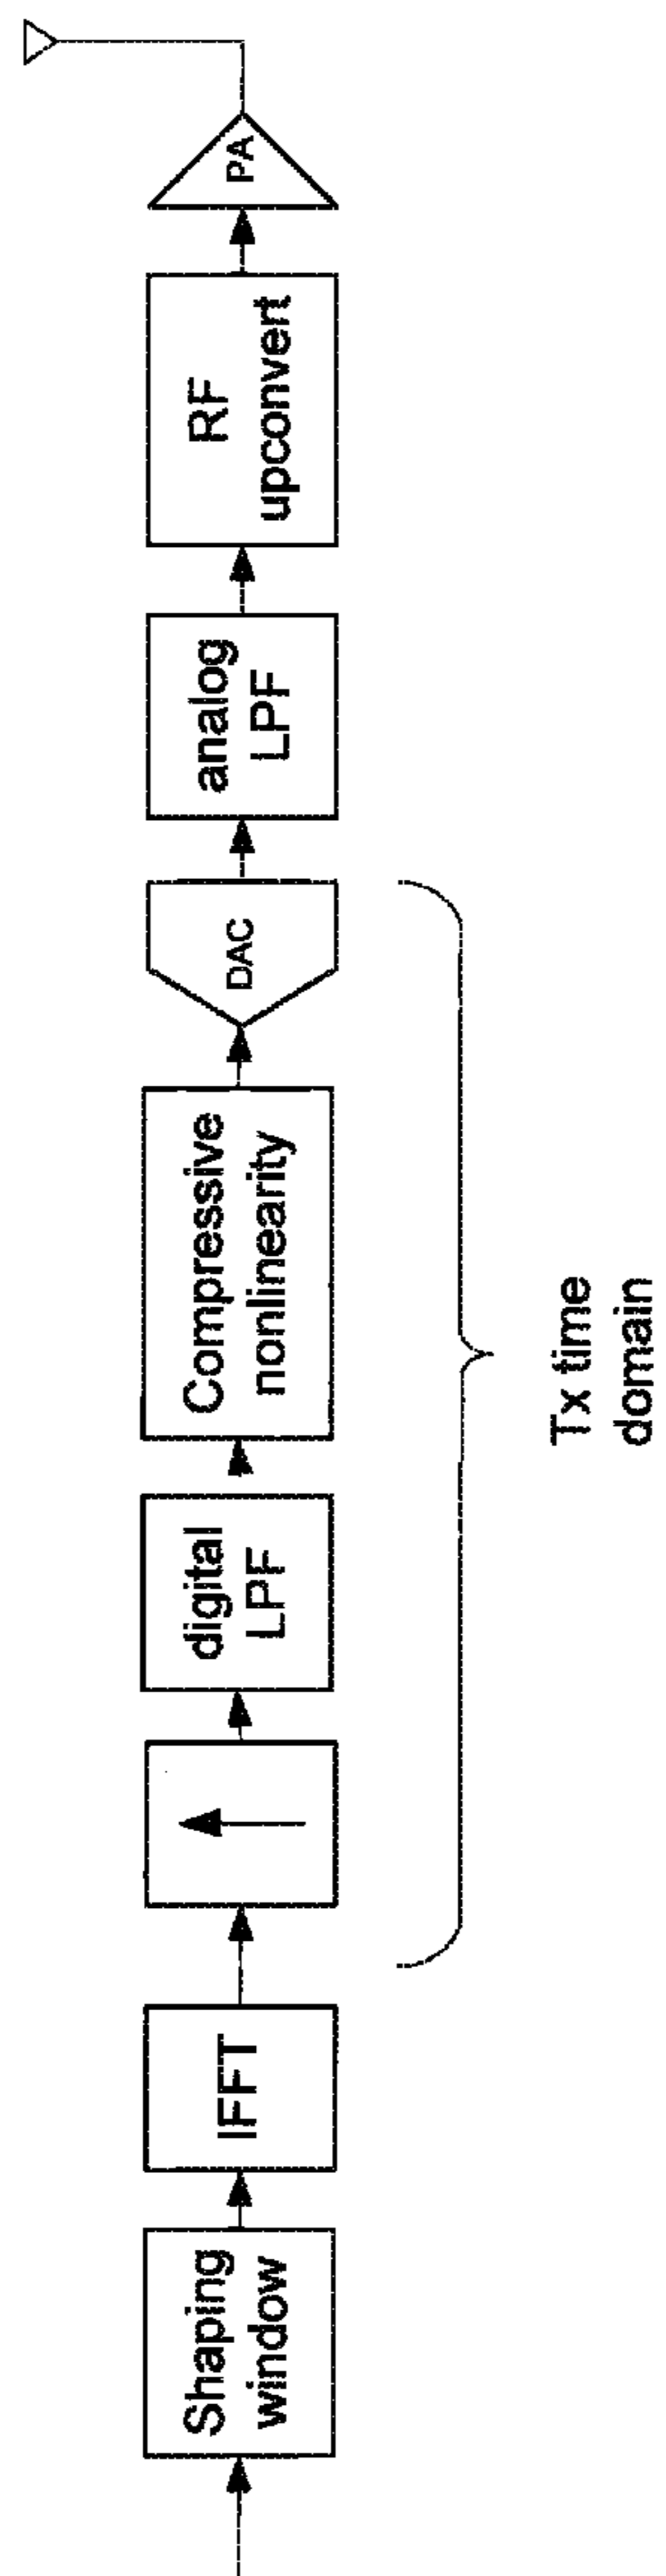 Shaping
window
IFFT
digital
LPF
Compressive
nonlinearity
DAC
analog
LPF
RF
upconvert
PA
Tx time
domain